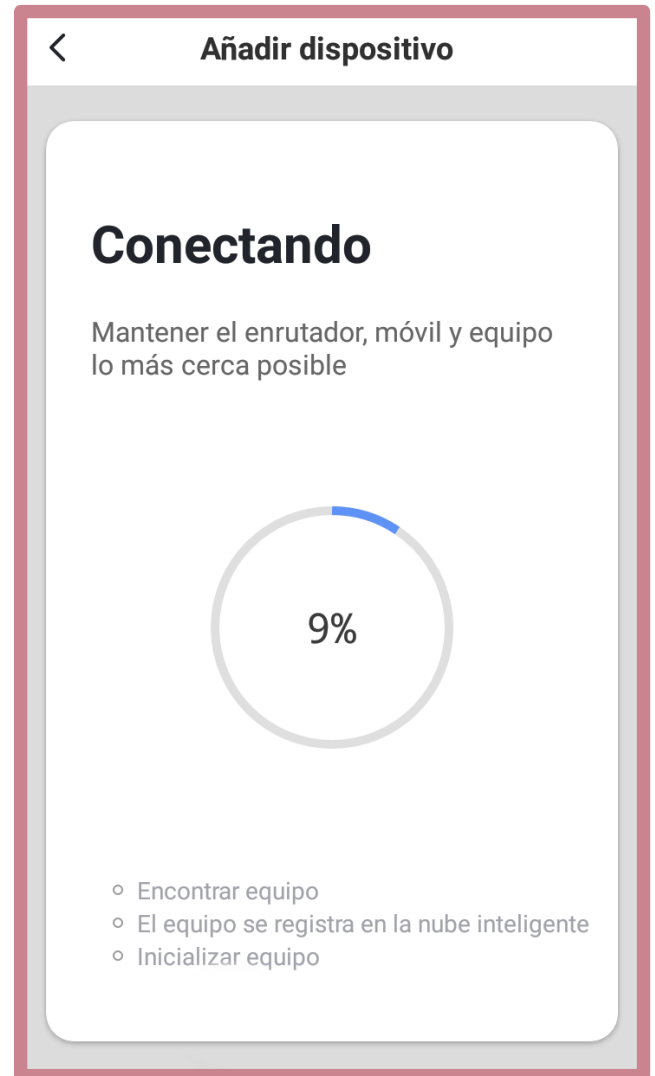 Añadir dispositivo
Conectando
Mantener el enrutador, móvil y equipo
lo más cerca posible
9%
Encontrar equipo
El equipo se registra en la nube inteligente
Inicializar equipo